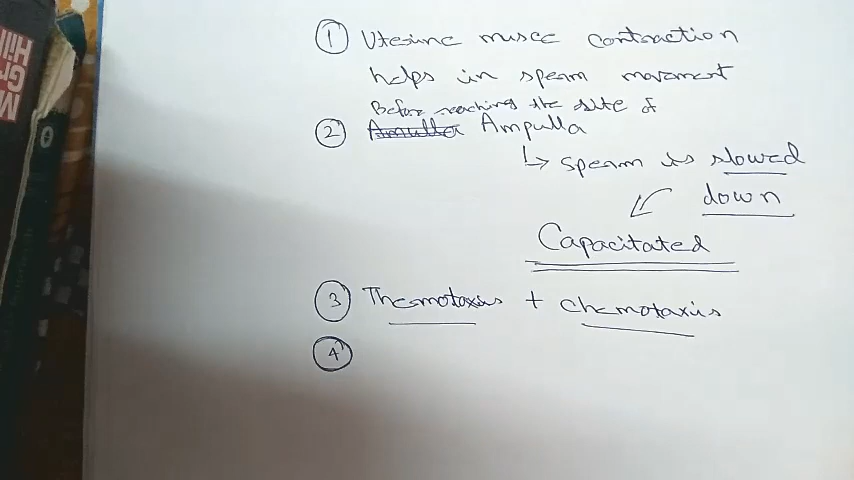 ① Uterine muscle contraction
helps in sperm movement
Before reaching the site of
② Ampulla
↳ sperm is slowed
down
Capacitated
③ Thermotaxis + chemotaxis
④